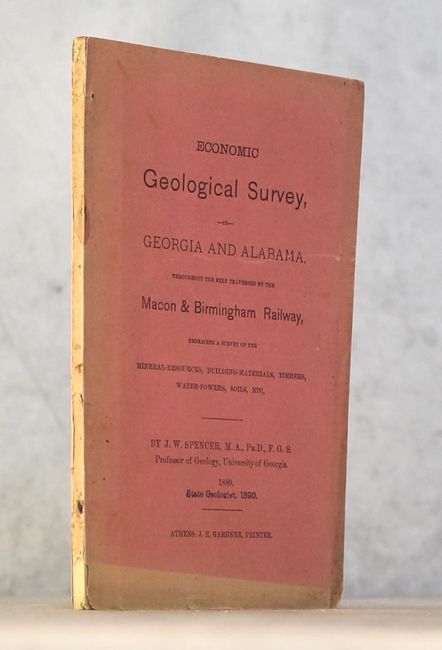 ECONOMIC
Geological Survey,
—IN—
GEORGIA AND ALABAMA,
THROUGHOUT THE BELT TRAVERSED BY THE
Macon & Birmingham Railway,
EMBRACING A SURVEY OF THE
MINERAL-RESOURCES, BUILDING-MATERIALS, TIMBERS,
WATER-POWERS, SOILS, ETC,
BY J. W. SPENCER, M. A., PH.D., F. G. S.
Professor of Geology, University of Georgia.
1889.
State Geologist, 1890.
ATHENS: J. E. GARDNER, PRINTER.